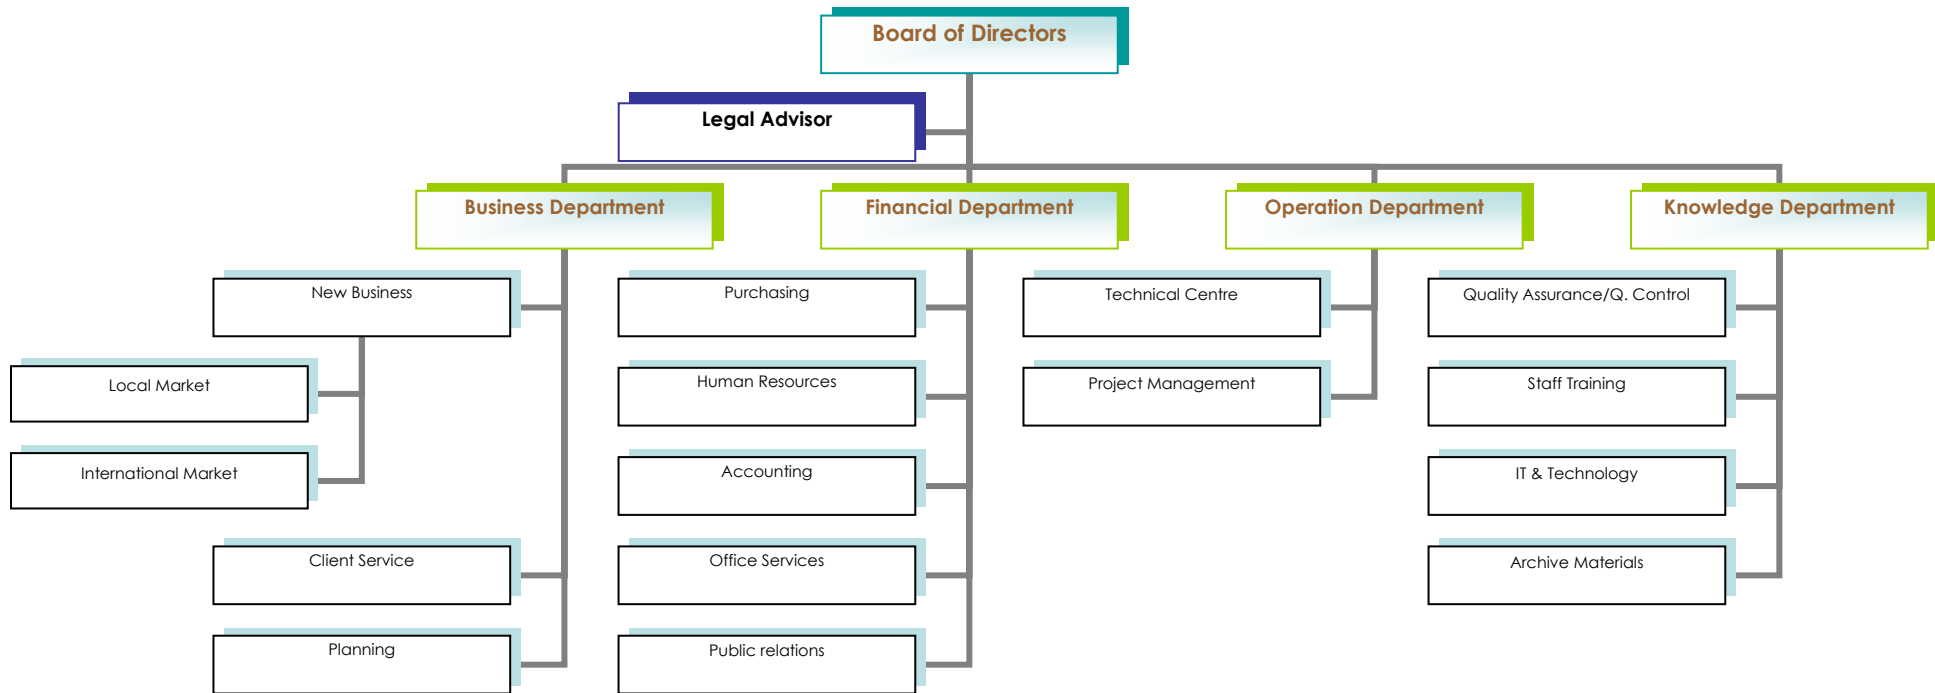 Board of Directors
Legal Advisor
Business Department
Financial Department
Operation Department
Knowledge Department
New Business
Purchasing
Technical Centre
Quality Assurance/Q. Control
Local Market
Human Resources
Project Management
Staff Training
International Market
Accounting
IT & Technology
Client Service
Office Services
Archive Materials
Planning
Public relations